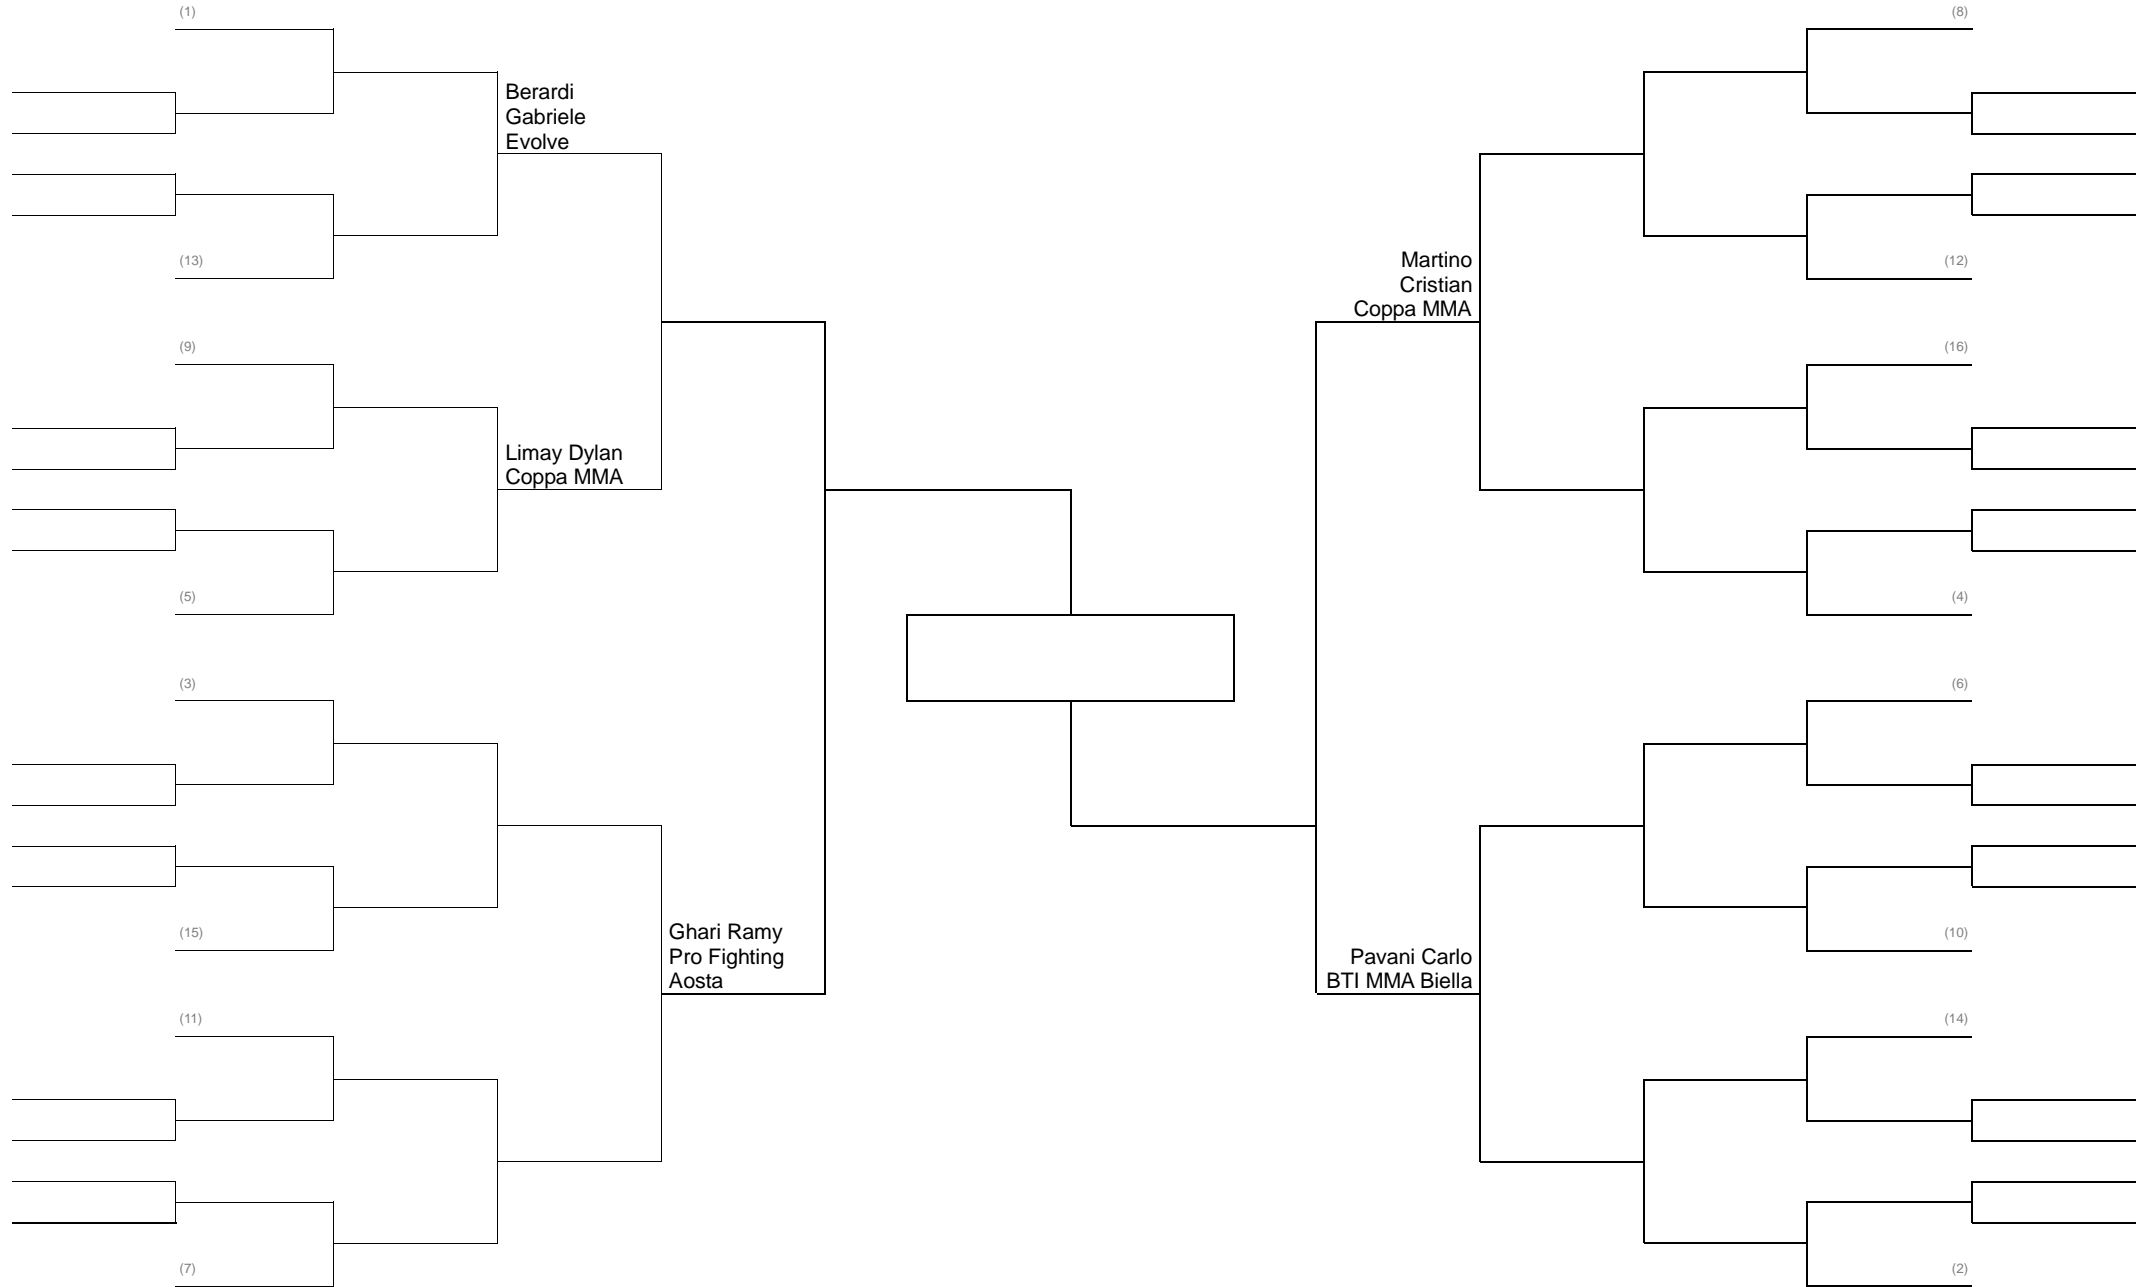 (1)
Berardi
Gabriele
Evolve
(13)
(9)
Limay Dylan
Coppa MMA
(5)
(3)
(15)
Ghari Ramy
Pro Fighting
Aosta
(11)
(7)
(8)
(12)
Martino
Cristian
Coppa MMA
(16)
(4)
(6)
(10)
Pavani Carlo
BTI MMA Biella
(14)
(2)